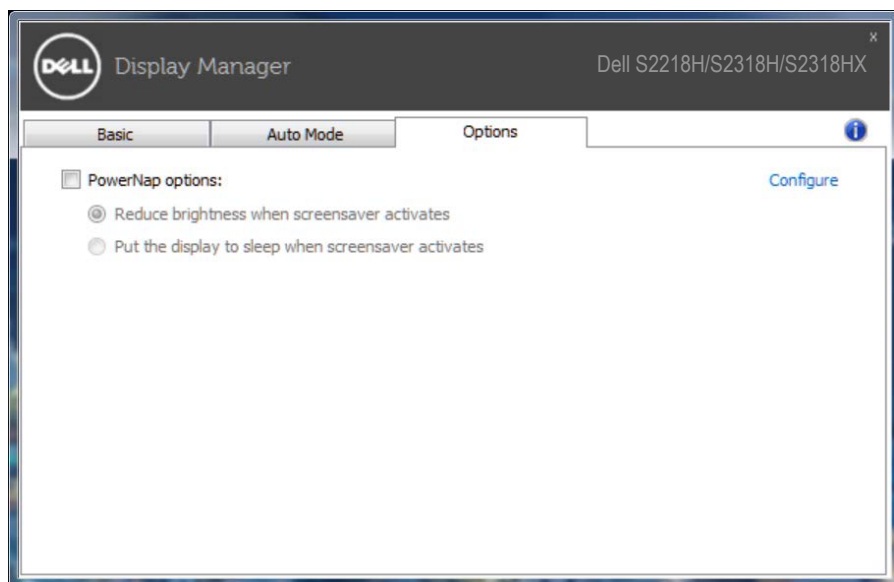 x
DELL Display Manager Dell S2218H/S2318H/S2318HX
Basic Auto Mode Options i
PowerNap options: Configure
Reduce brightness when screensaver activates
Put the display to sleep when screensaver activates